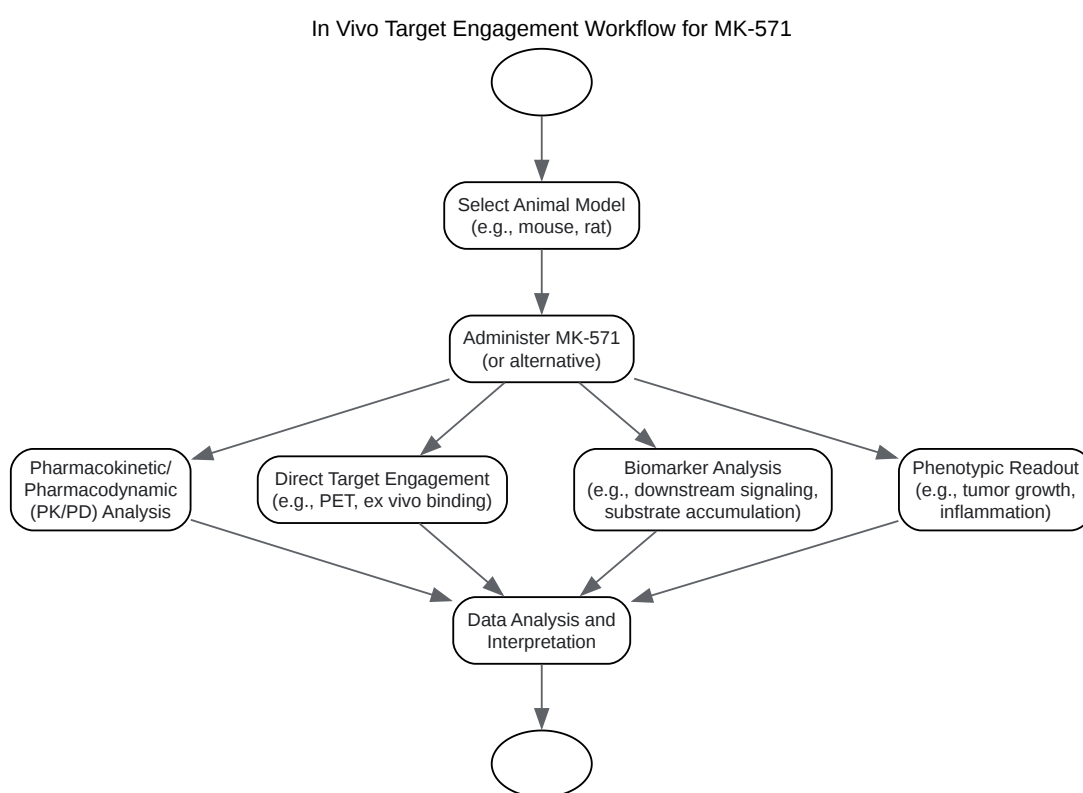 In Vivo Target Engagement Workflow for MK-571
Select Animal Model
(e.g., mouse, rat)
Administer MK-571
(or alternative)
Pharmacokinetic/
Pharmacodynamic
(PK/PD) Analysis
Direct Target Engagement
(e.g., PET, ex vivo binding)
Biomarker Analysis
(e.g., downstream signaling,
substrate accumulation)
Phenotypic Readout
(e.g., tumor growth,
inflammation)
Data Analysis and
Interpretation